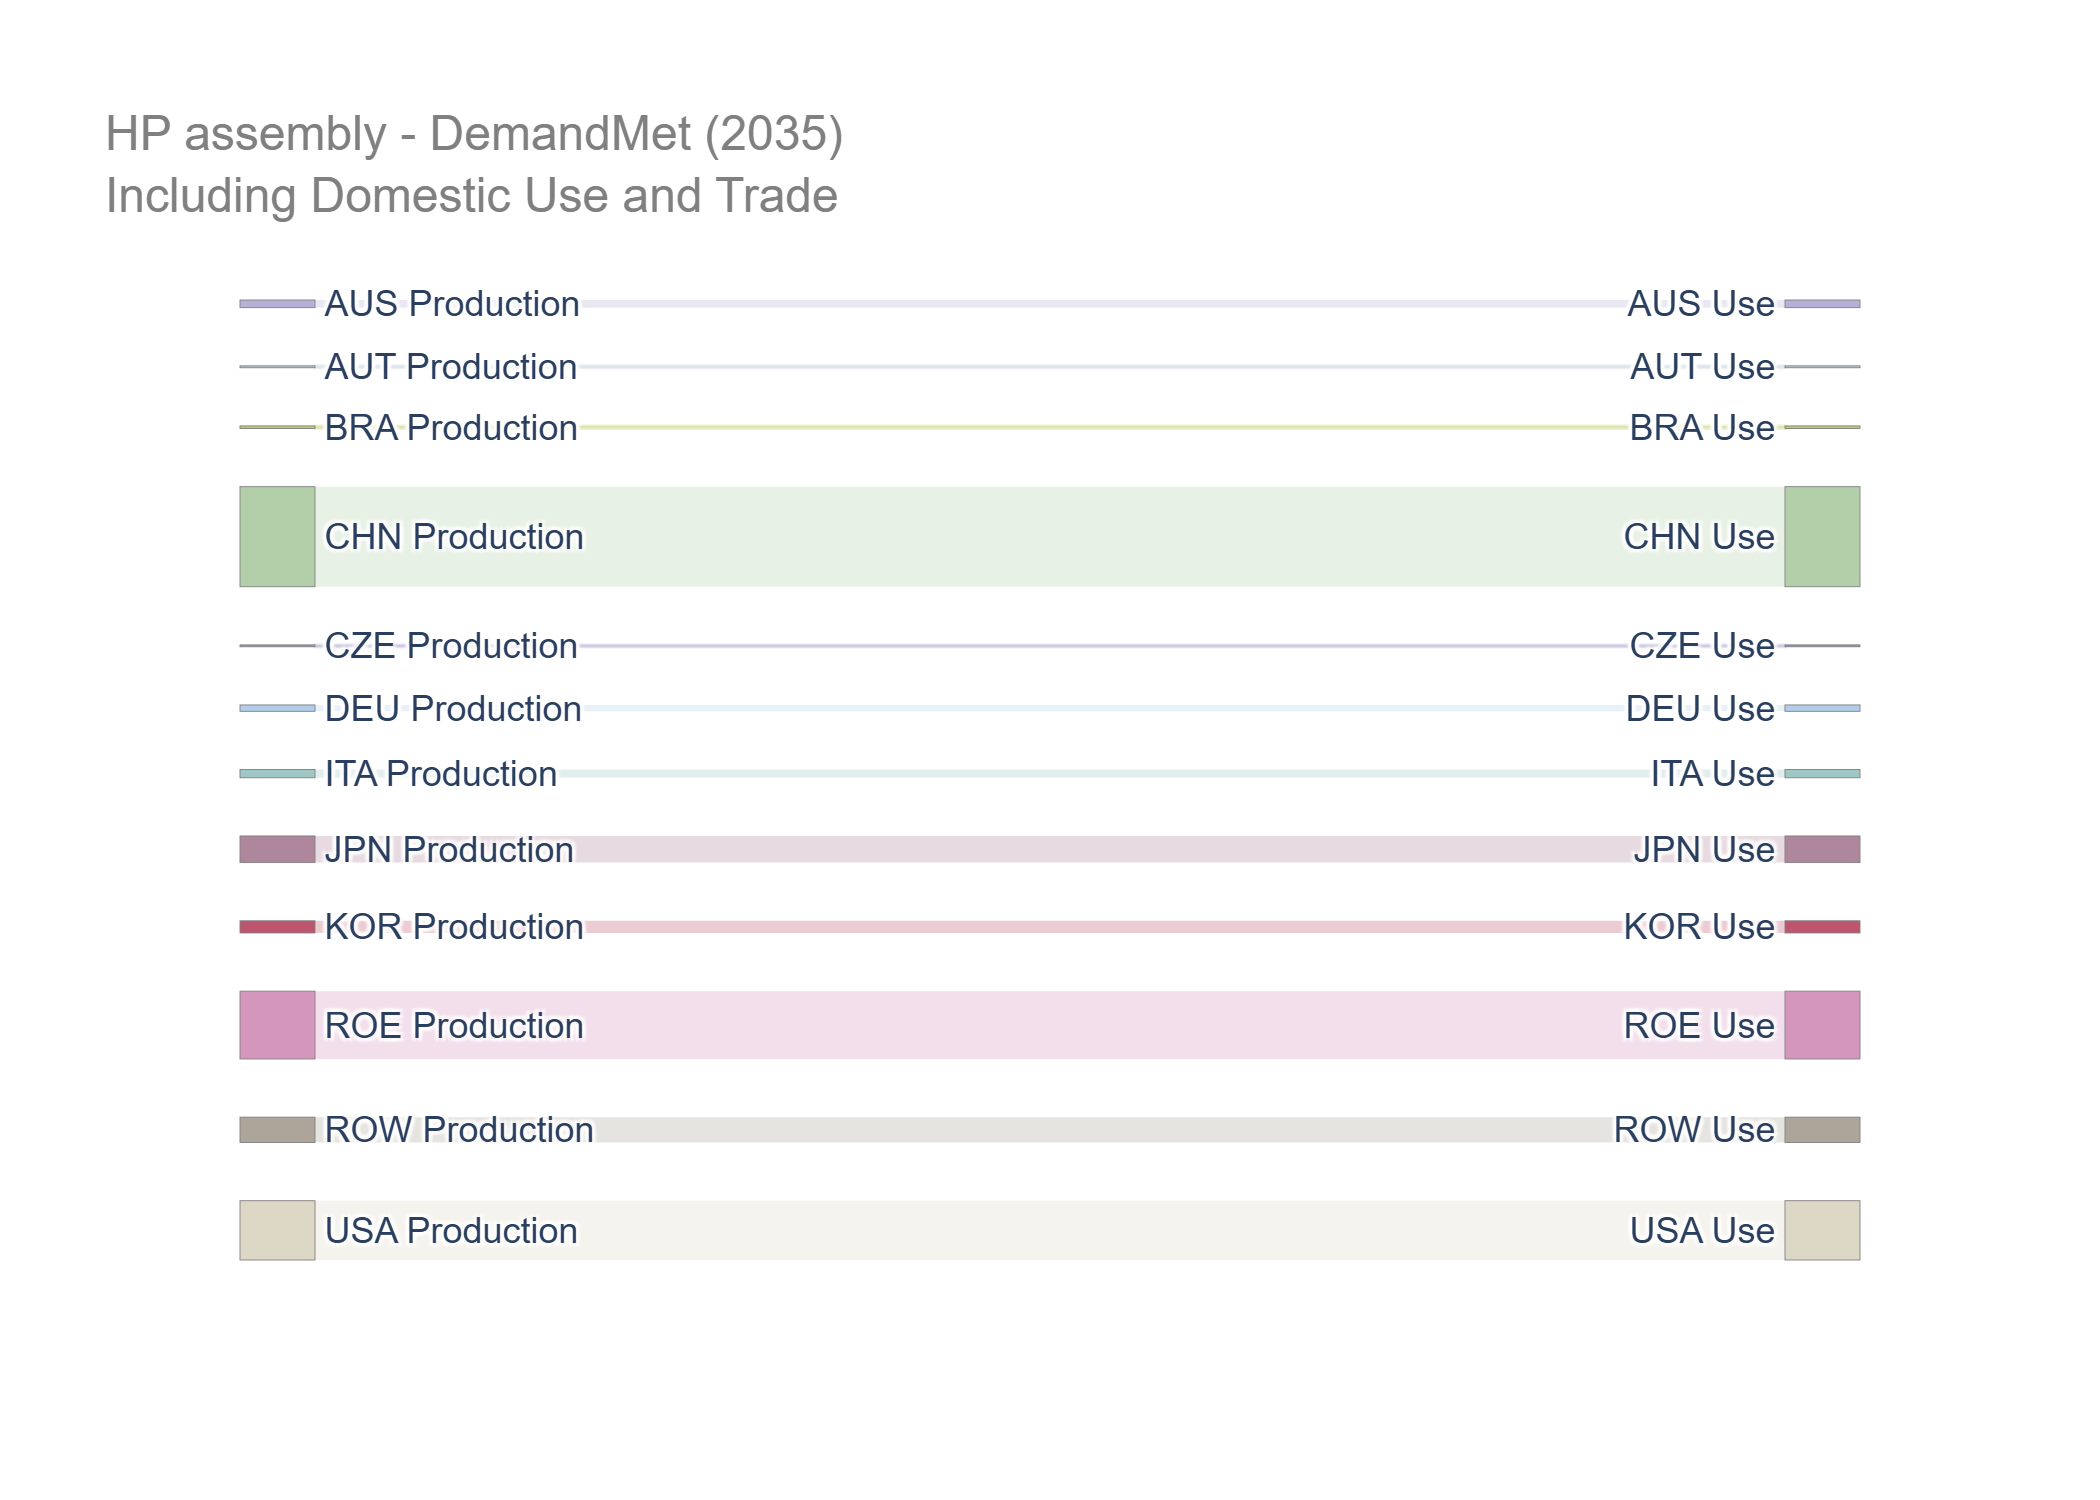 HP assembly - DemandMet (2035)
Including Domestic Use and Trade
AUS Production AUS Use
AUT Production AUT Use
BRA Production BRA Use
CHN Production CHN Use
CZE Production CZE Use
DEU Production DEU Use
ITA Production ITA Use
JPN Production JPN Use
KOR Production KOR Use
ROE Production ROE Use
ROW Production ROW Use
USA Production USA Use